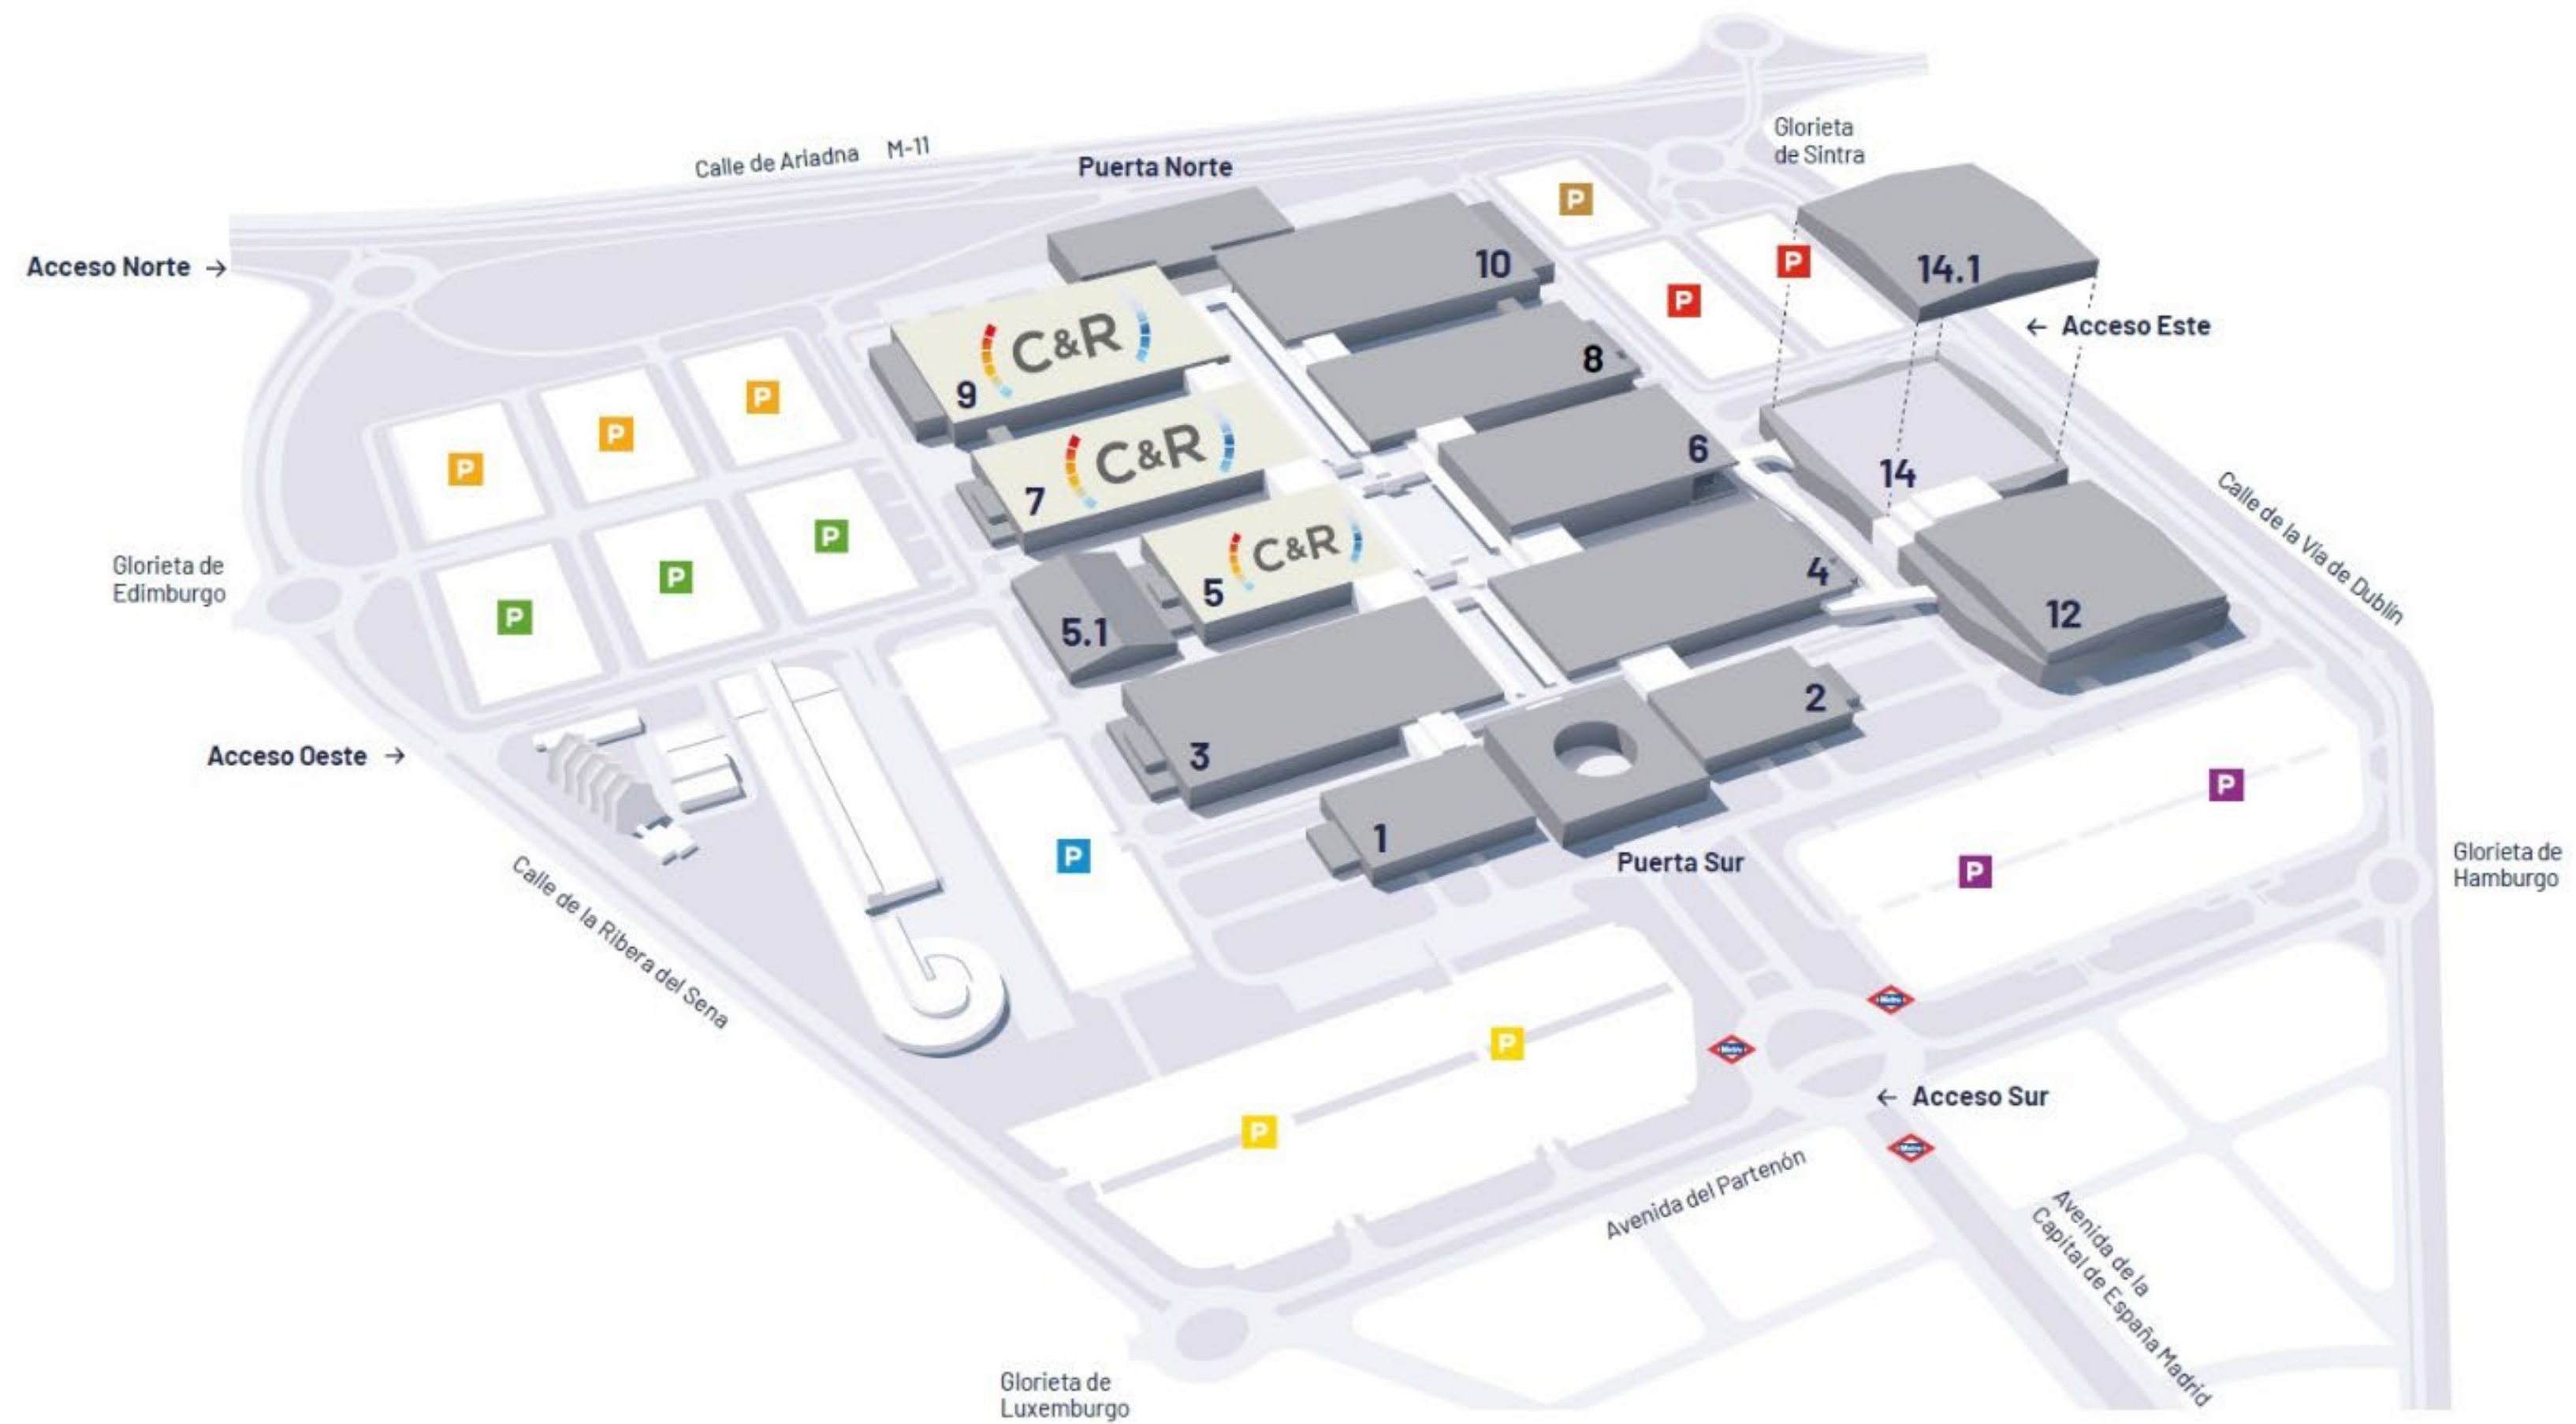 Glorieta
de Sintra
Calle de Ariadna M-11
Puerta Norte
P
Acceso Norte →
10
P
14.1
P
← Acceso Este
C&R
9
8
P
P
P
C&R
7
6
14
Calle de la Vía de Dublín
P
P
P
C&R
5
4
Glorieta de
Edimburgo
5.1
12
2
Acceso Oeste →
3
P
1
Puerta Sur
P
P
Glorieta de
Hamburgo
Calle de la Ribera del Sena
Metro
Metro
P
P
← Acceso Sur
Metro
Avenida del Partenón
Avenida de la
Capital de España Madrid
Glorieta de
Luxemburgo